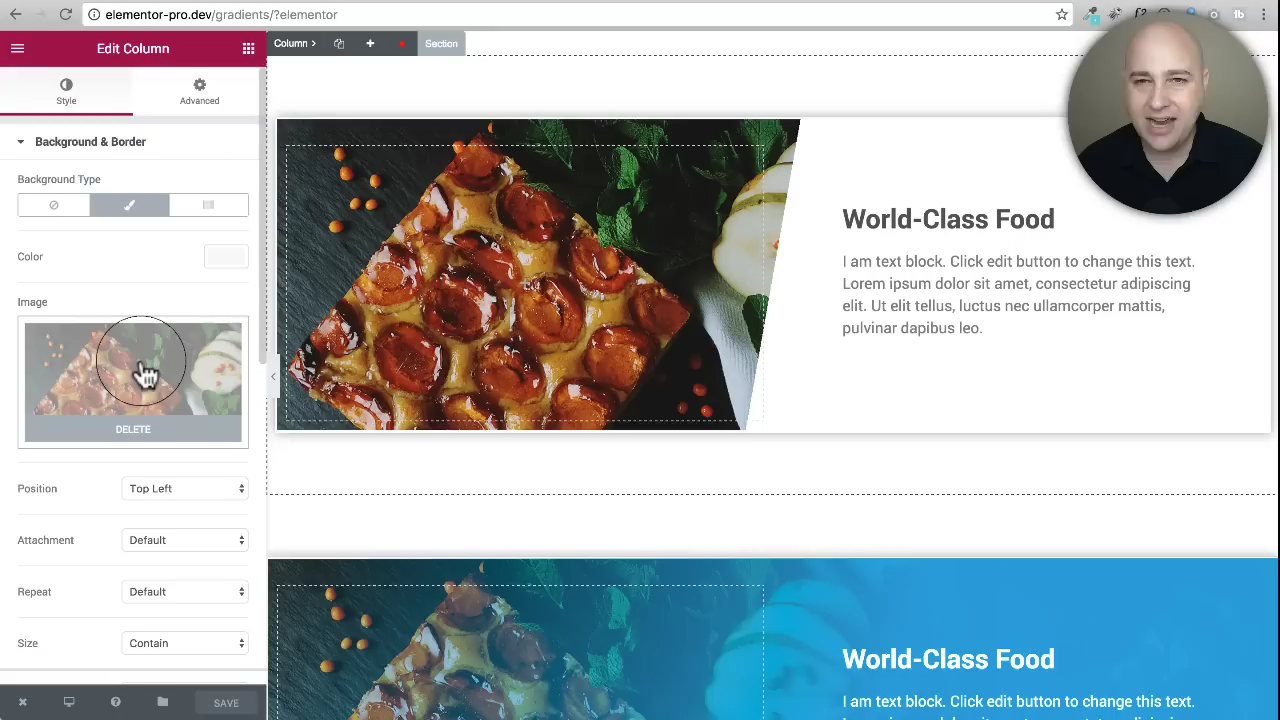 elementor-pro.dev/gradients/?elementor
Edit Column
Column
Section
Style
Advanced
Background & Border
Background Type
Color
Image
DELETE
Position
Top Left
Attachment
Default
Repeat
Default
Size
Contain
SAVE
World-Class Food
I am text block. Click edit button to change this text.
Lorem ipsum dolor sit amet, consectetur adipiscing
elit. Ut elit tellus, luctus nec ullamcorper mattis,
pulvinar dapibus leo.
World-Class Food
I am text block. Click edit button to change this text.